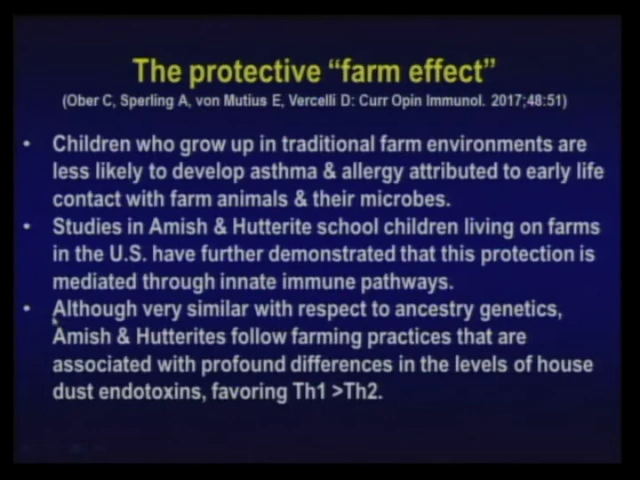 The protective “farm effect”
(Ober C, Sperling A, von Mutius E, Vercelli D: Curr Opin Immunol. 2017;48:51)
• Children who grow up in traditional farm environments are
less likely to develop asthma & allergy attributed to early life
contact with farm animals & their microbes.
• Studies in Amish & Hutterite school children living on farms
in the U.S. have further demonstrated that this protection is
mediated through innate immune pathways.
• Although very similar with respect to ancestry genetics,
Amish & Hutterites follow farming practices that are
associated with profound differences in the levels of house
dust endotoxins, favoring Th1 >Th2.